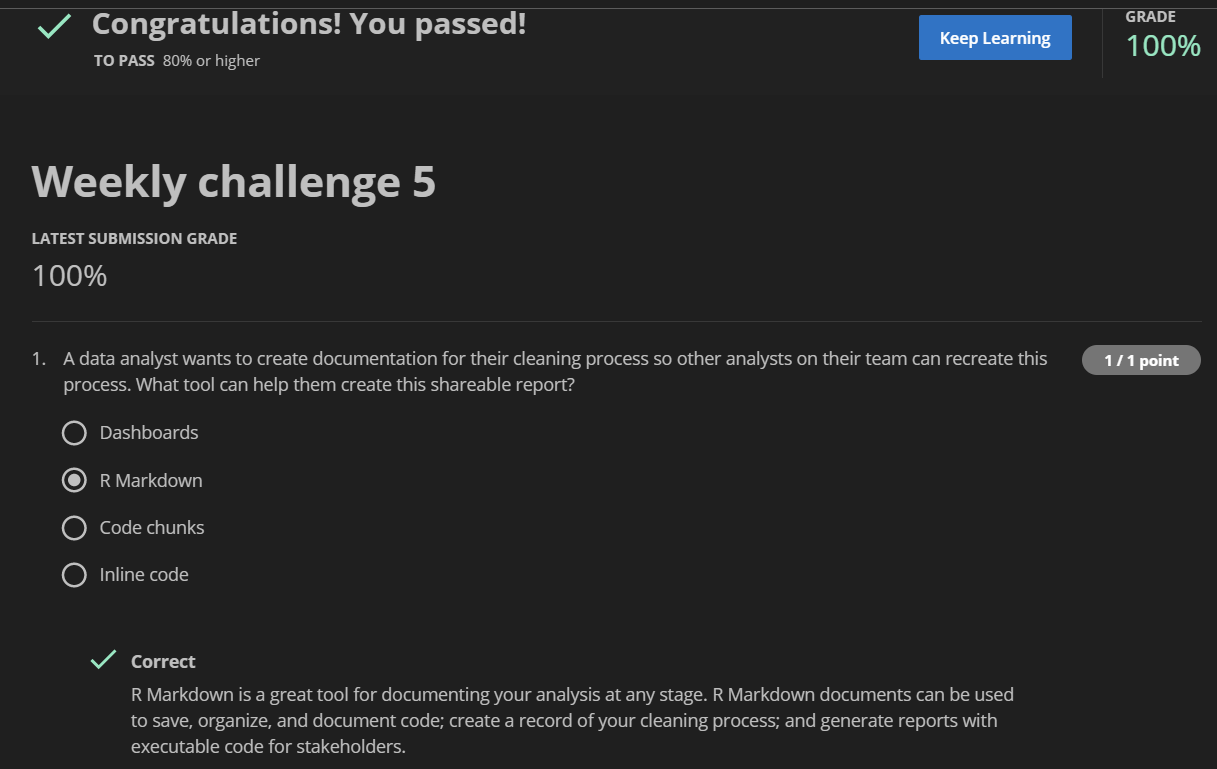 Congratulations! You passed!
TO PASS 80% or higher
Keep Learning
GRADE
100%
Weekly challenge 5
LATEST SUBMISSION GRADE
100%
1. A data analyst wants to create documentation for their cleaning process so other analysts on their team can recreate this
process. What tool can help them create this shareable report?
1 / 1 point
Dashboards
R Markdown
Code chunks
Inline code
Correct
R Markdown is a great tool for documenting your analysis at any stage. R Markdown documents can be used
to save, organize, and document code; create a record of your cleaning process; and generate reports with
executable code for stakeholders.